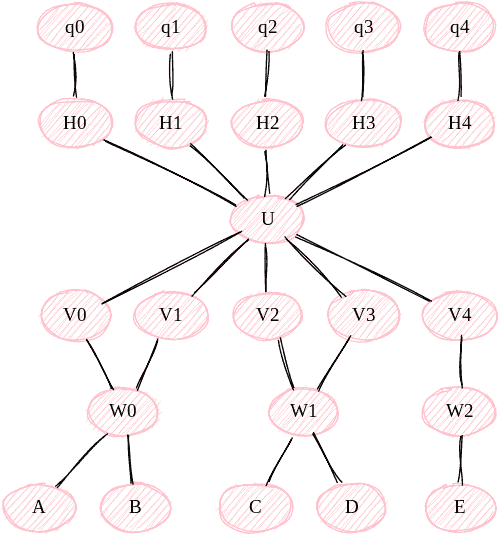 q0 q1 q2 q3 q4
H0 H1 H2 H3 H4
U
V0 V1 V2 V3 V4
W0 W1 W2
A B C D E